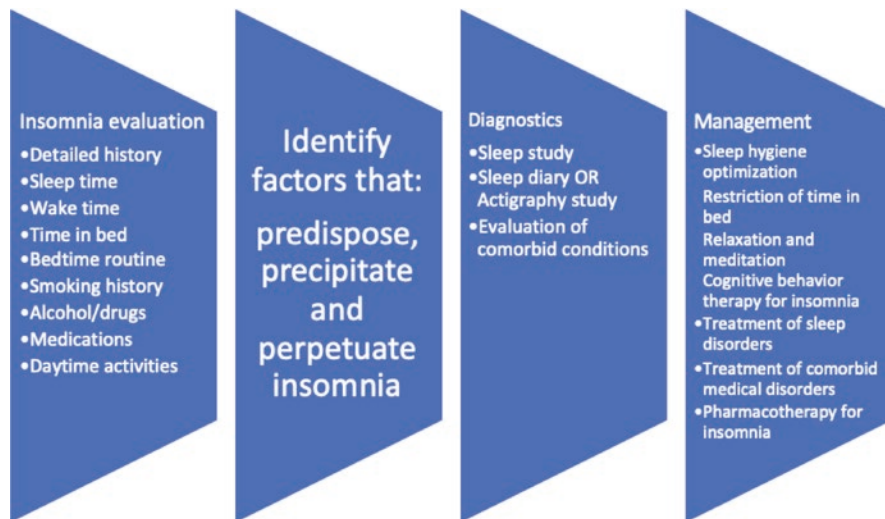 Insomnia evaluation
•Detailed history
•Sleep time
•Wake time
•Time in bed
•Bedtime routine
•Smoking history
•Alcohol/drugs
•Medications
•Daytime activities
Identify
factors that:
predispose,
precipitate
and
perpetuate
insomnia
Diagnostics
•Sleep study
•Sleep diary OR
Actigraphy study
•Evaluation of
comorbid conditions
Management
•Sleep hygiene
optimization
Restriction of time in
bed
Relaxation and
meditation
Cognitive behavior
therapy for insomnia
•Treatment of sleep
disorders
•Treatment of comorbid
medical disorders
•Pharmacotherapy for
insomnia